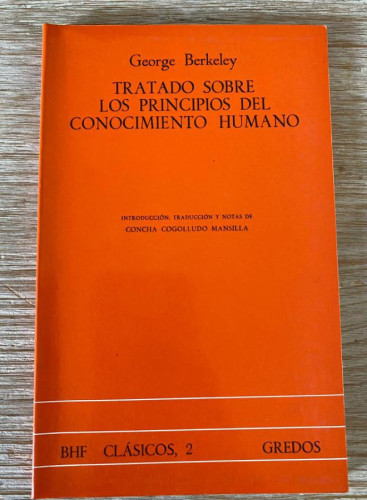 George Berkeley
TRATADO SOBRE
LOS PRINCIPIOS DEL
CONOCIMIENTO HUMANO
INTRODUCCIÓN, TRADUCCIÓN Y NOTAS DE
CONCHA COGOLLUDO MANSILLA
BHF CLÁSICOS, 2 GREDOS